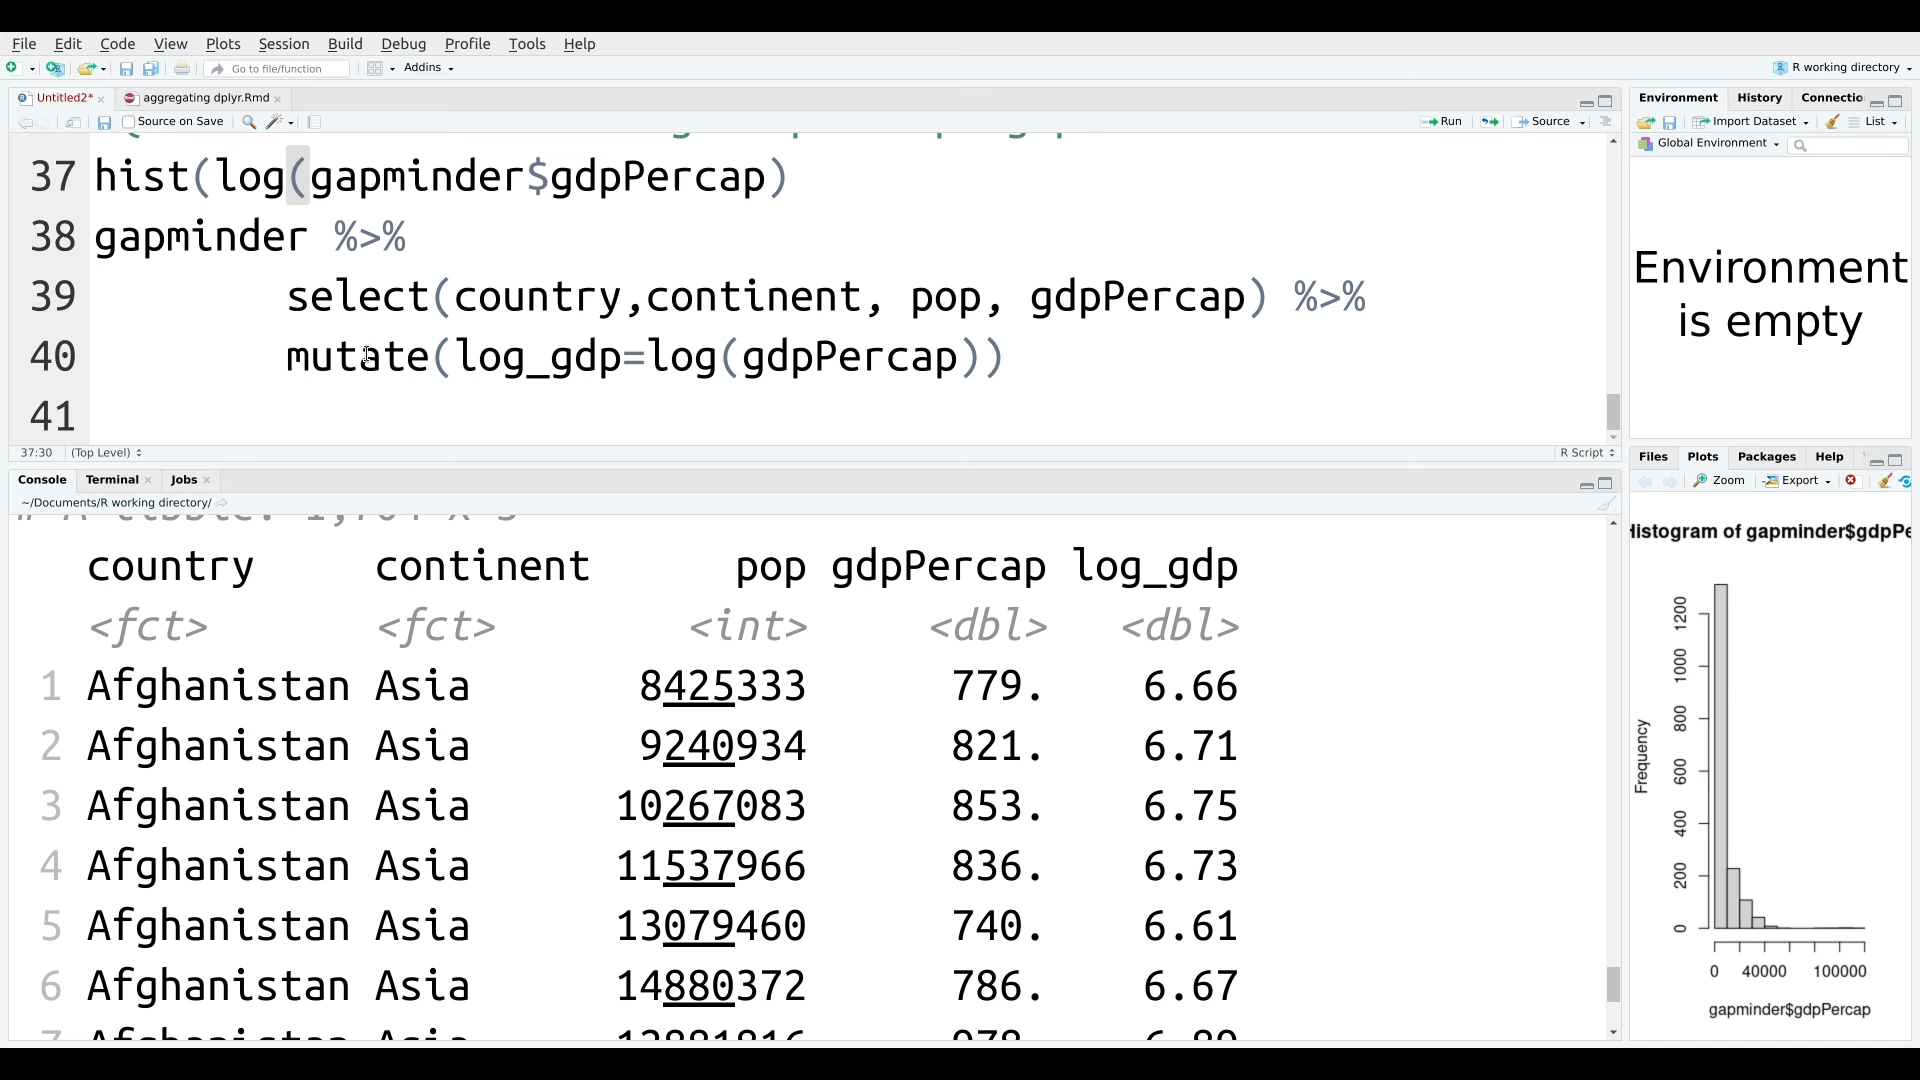 File Edit Code View Plots Session Build Debug Profile Tools Help
Go to file/function Addins R working directory
Untitled2* aggregating dplyr.Rmd
Source on Save Run Source
37 hist(log(gapminder$gdpPercap)
38 gapminder %>%
39 select(country,continent, pop, gdpPercap) %>%
40 mutate(log_gdp=log(gdpPercap))
41
37:30 (Top Level) R Script
Console Terminal Jobs
~/Documents/R working directory/
country continent pop gdpPercap log_gdp
<fct> <fct> <int> <dbl> <dbl>
1 Afghanistan Asia 8425333 779. 6.66
2 Afghanistan Asia 9240934 821. 6.71
3 Afghanistan Asia 10267083 853. 6.75
4 Afghanistan Asia 11537966 836. 6.73
5 Afghanistan Asia 13079460 740. 6.61
6 Afghanistan Asia 14880372 786. 6.67
Environment History Connectio
Import Dataset List
Global Environment
Environment
is empty
Files Plots Packages Help
Zoom Export
Histogram of gapminder$gdpPe
Frequency
1200
1000
800
600
400
200
0
0 40000 100000
gapminder$gdpPercap